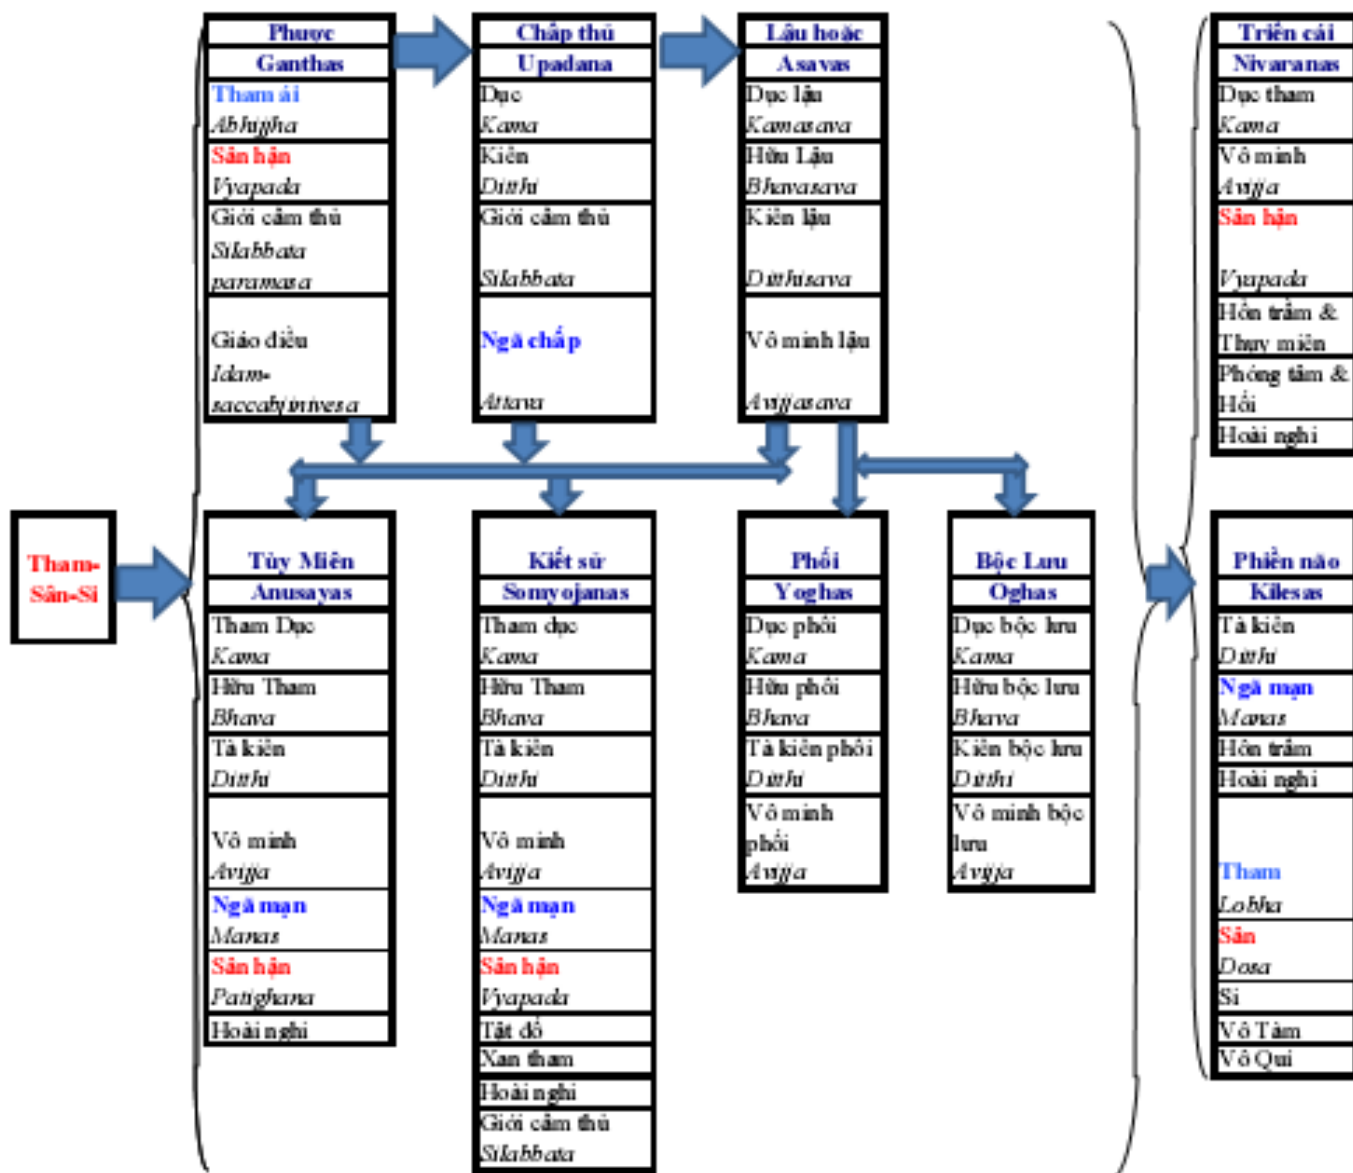 Phược
Ganthas
Tham ái
Abhijjha
Sân hận
Vyapada
Giới cấm thủ
Silabbata
paramasa
Giáo điều
Idam-
saccabjinivesa
Chấp thủ
Upadana
Dục
Kama
Kiến
Ditthi
Giới cấm thủ
Silabbata
Ngã chấp
Attava
Lậu hoặc
Asavas
Dục lậu
Kamasava
Hữu Lậu
Bhavasava
Kiến lậu
Ditthisava
Vô minh lậu
Avijjasava
Triền cái
Nivaranas
Dục tham
Kama
Vô minh
Avijja
Sân hận
Vyapada
Hôn trầm &
Thụy miên
Phóng tâm &
Hối
Hoài nghi
Tham-
Sân-Si
Tùy Miên
Anusayas
Tham Dục
Kama
Hữu Tham
Bhava
Tà kiến
Ditthi
Vô minh
Avijja
Ngã mạn
Manas
Sân hận
Patighana
Hoài nghi
Kiết sử
Somyojanas
Tham dục
Kama
Hữu Tham
Bhava
Tà kiến
Ditthi
Vô minh
Avijja
Ngã mạn
Manas
Sân hận
Vyapada
Tật đố
Xan tham
Hoài nghi
Giới cấm thủ
Silabbata
Phối
Yoghas
Dục phối
Kama
Hữu phối
Bhava
Tà kiến phối
Ditthi
Vô minh
phối
Avijja
Bộc Lưu
Oghas
Dục bộc lưu
Kama
Hữu bộc lưu
Bhava
Kiến bộc lưu
Ditthi
Vô minh bộc
lưu
Avijja
Phiền não
Kilesas
Tà kiến
Ditthi
Ngã mạn
Manas
Hôn trầm
Hoài nghi
Tham
Lobha
Sân
Dosa
Si
Vô Tàm
Vô Quí